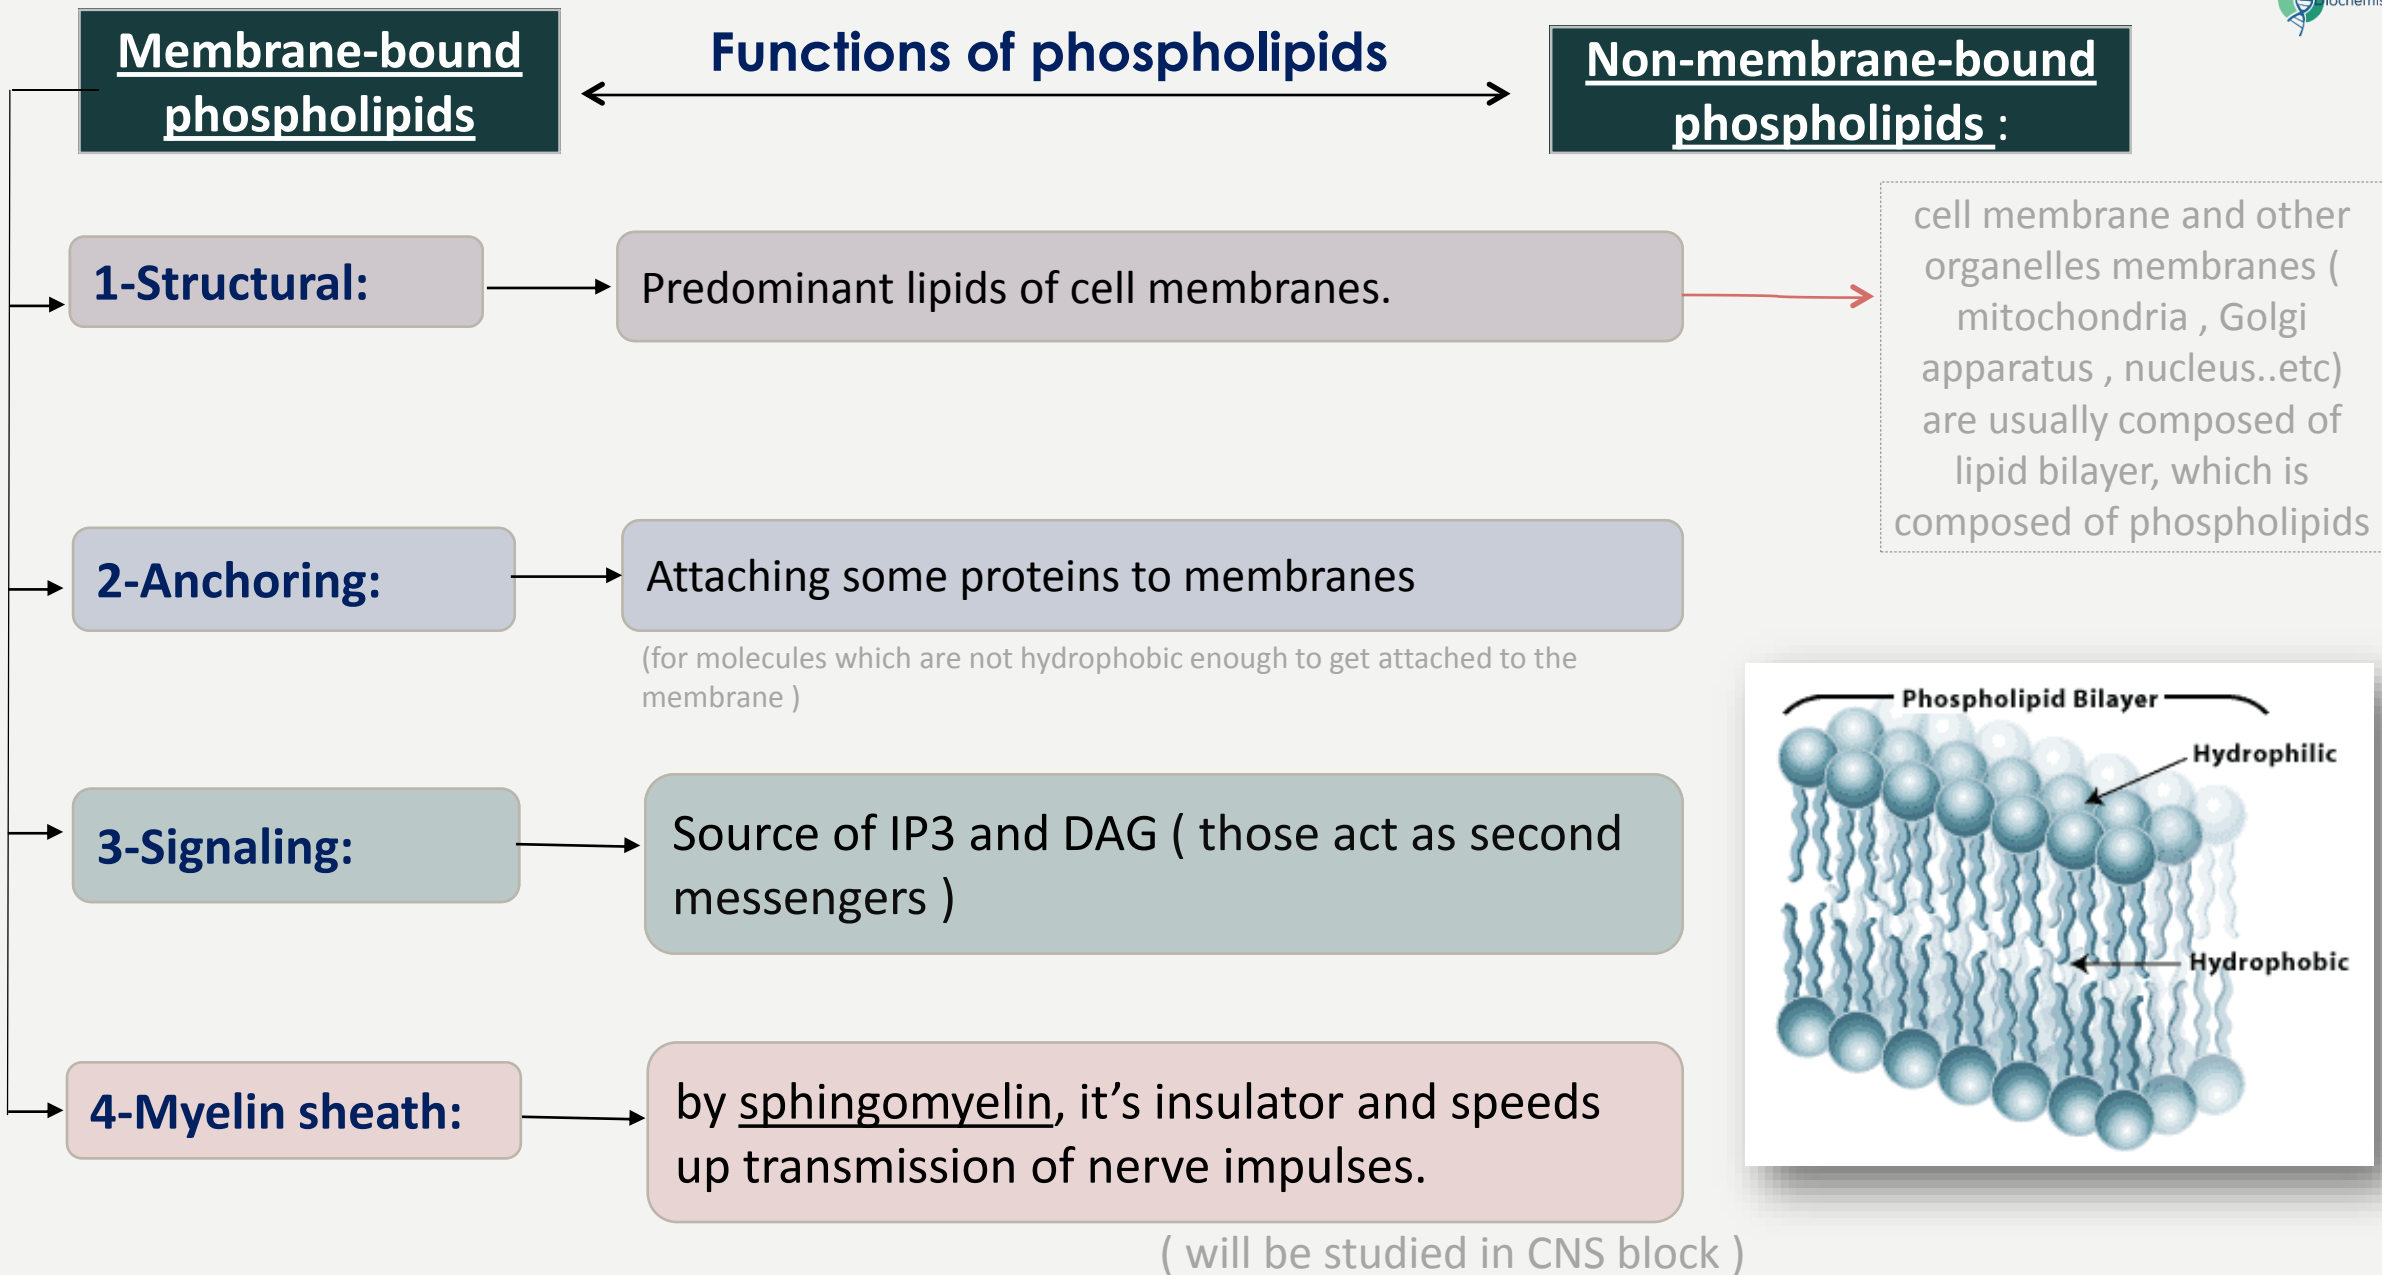 Biochemis
Membrane-bound
phospholipids
Functions of phospholipids
Non-membrane-bound
phospholipids :
1-Structural:
Predominant lipids of cell membranes.
cell membrane and other
organelles membranes (
mitochondria , Golgi
apparatus , nucleus..etc)
are usually composed of
lipid bilayer, which is
composed of phospholipids
2-Anchoring:
Attaching some proteins to membranes
(for molecules which are not hydrophobic enough to get attached to the
membrane )
3-Signaling:
Source of IP3 and DAG ( those act as second
messengers )
Phospholipid Bilayer
Hydrophilic
Hydrophobic
4-Myelin sheath:
by sphingomyelin, it’s insulator and speeds
up transmission of nerve impulses.
( will be studied in CNS block )